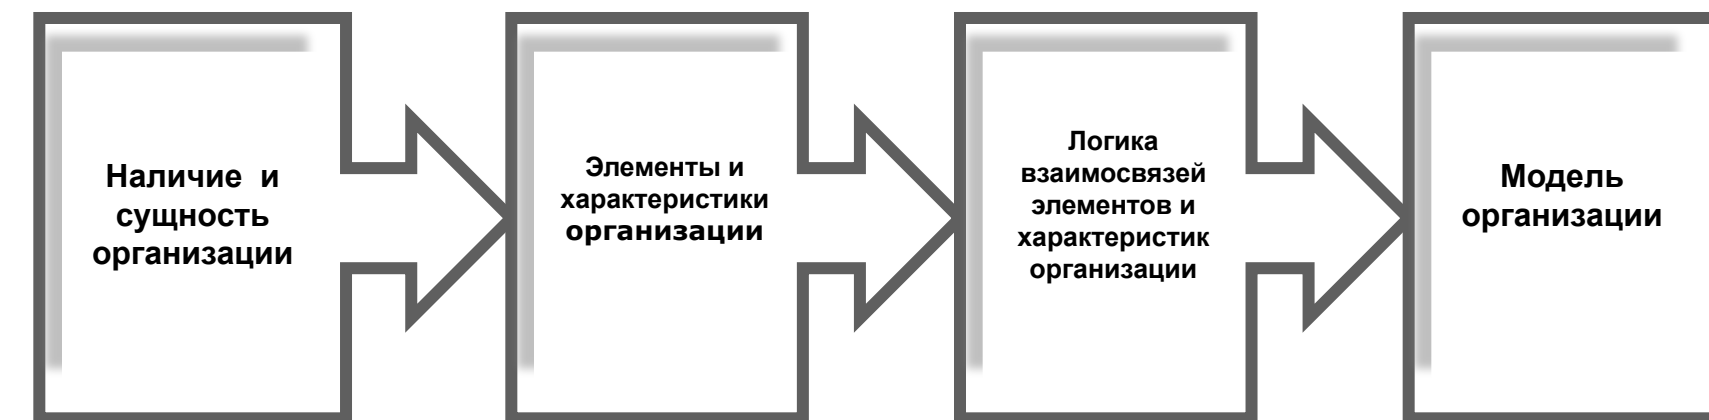 Наличие и
сущность
организации
Элементы и
характеристики
организации
Логика
взаимосвязей
элементов и
характеристик
организации
Модель
организации